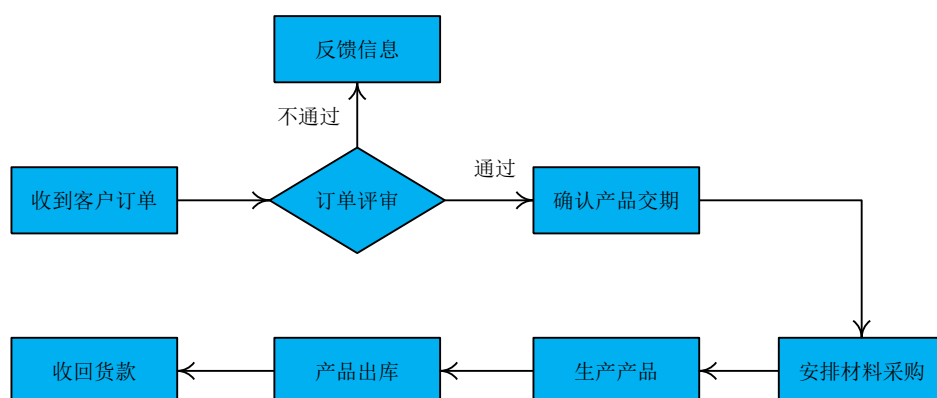 反馈信息
不通过
通过
收到客户订单
订单评审
确认产品交期
收回货款
产品出库
生产产品
安排材料采购